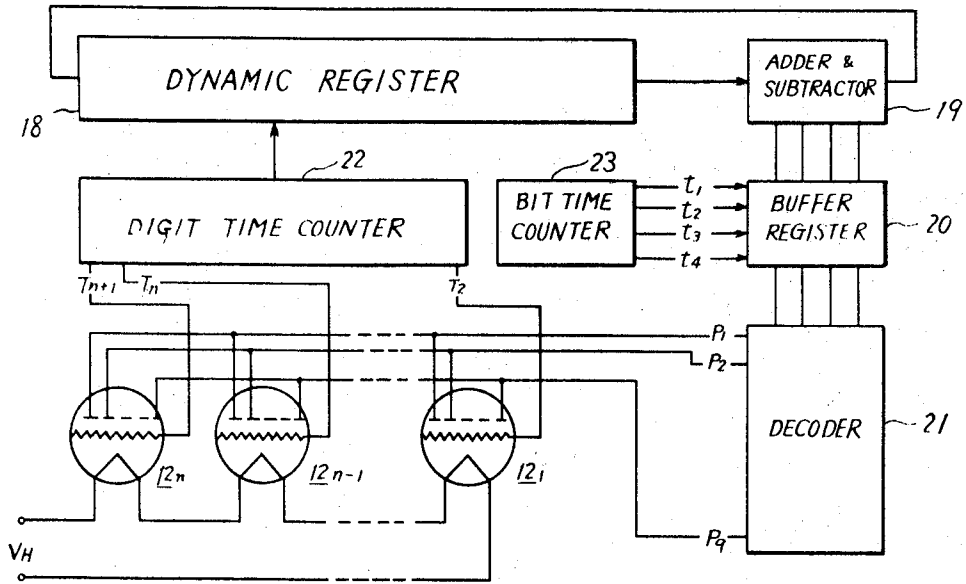 DYNAMIC REGISTER
ADDER &
SUBTRACTOR
18
19
22
23
DIGIT TIME COUNTER
BIT TIME
COUNTER
t1
t2
t3
t4
BUFFER
REGISTER
20
Tn+1
Tn
T2
P1
P2
DECODER
21
12n
12n-1
12i
VH
Pq